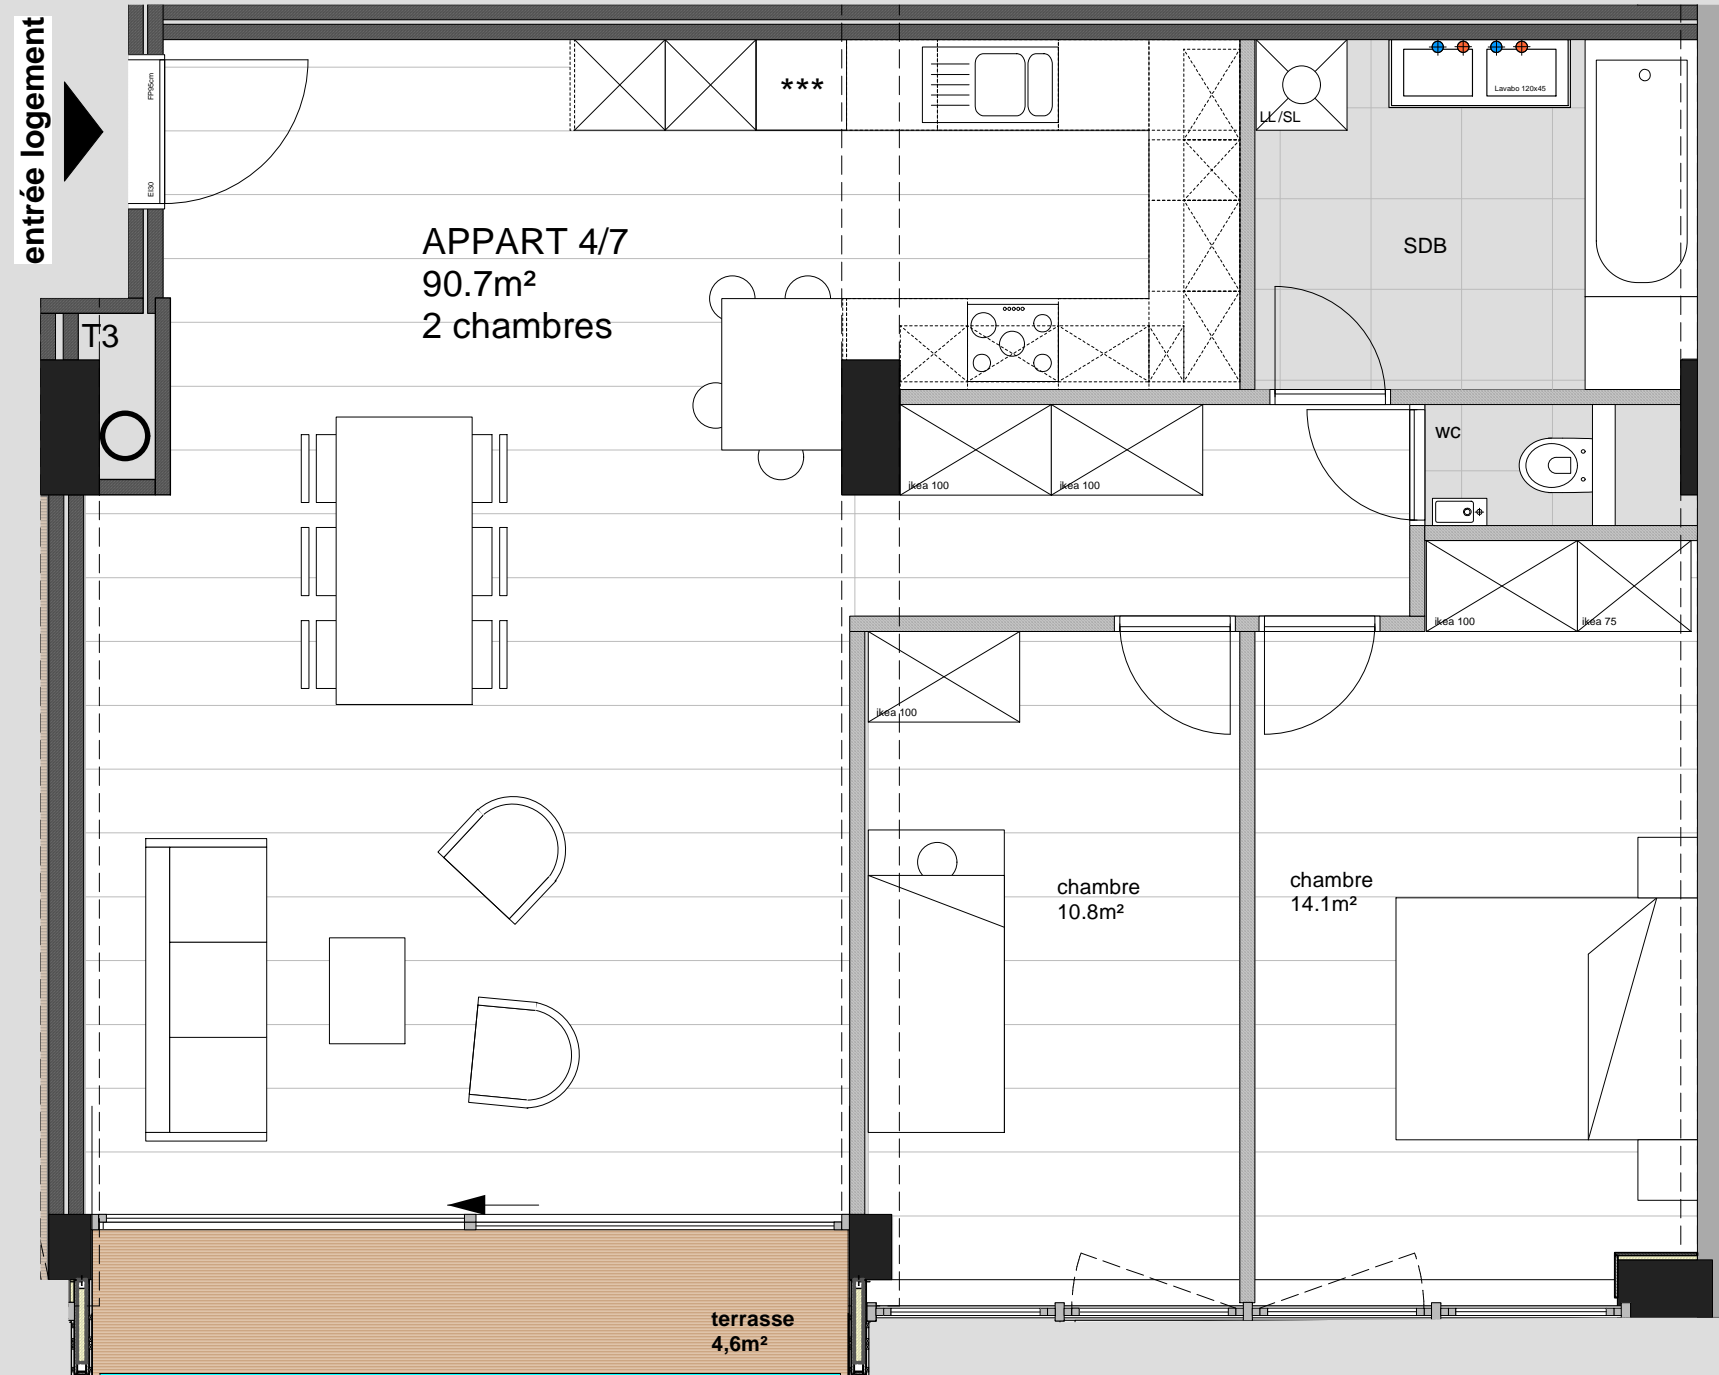 entrée logement
FP95cm
EI30
***
LL/SL
Lavabo 120x45
SDB
APPART 4/7
90.7m²
2 chambres
T3
wc
ikea 100
ikea 100
ikea 100
ikea 75
ikea 100
chambre
10.8m²
chambre
14.1m²
terrasse
4,6m²